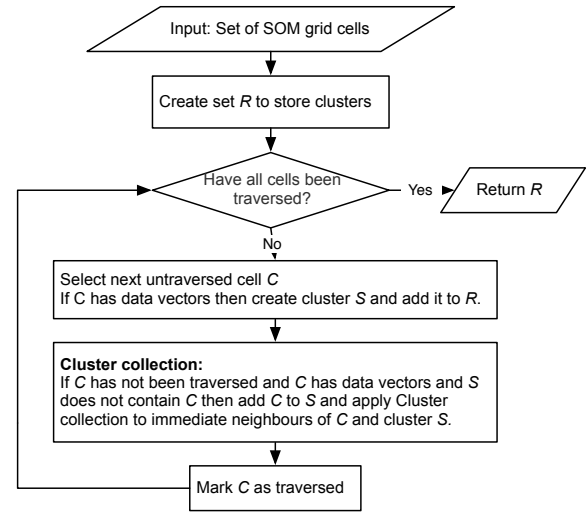 Input: Set of SOM grid cells
Create set R to store clusters
Have all cells been
traversed?
Yes
Return R
No
Select next untraversed cell C
If C has data vectors then create cluster S and add it to R.
Cluster collection:
If C has not been traversed and C has data vectors and S
does not contain C then add C to S and apply Cluster
collection to immediate neighbours of C and cluster S.
Mark C as traversed